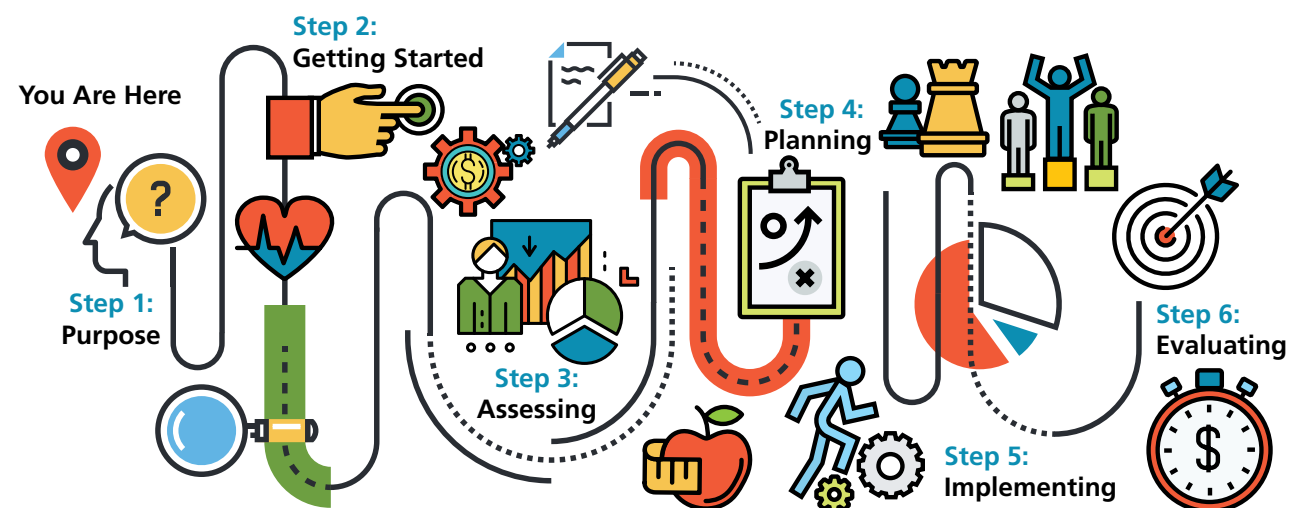 You Are Here
?
Step 1:
Purpose
Step 2:
Getting Started
$
Step 3:
Assessing
Step 4:
Planning
Step 5:
Implementing
Step 6:
Evaluating
$